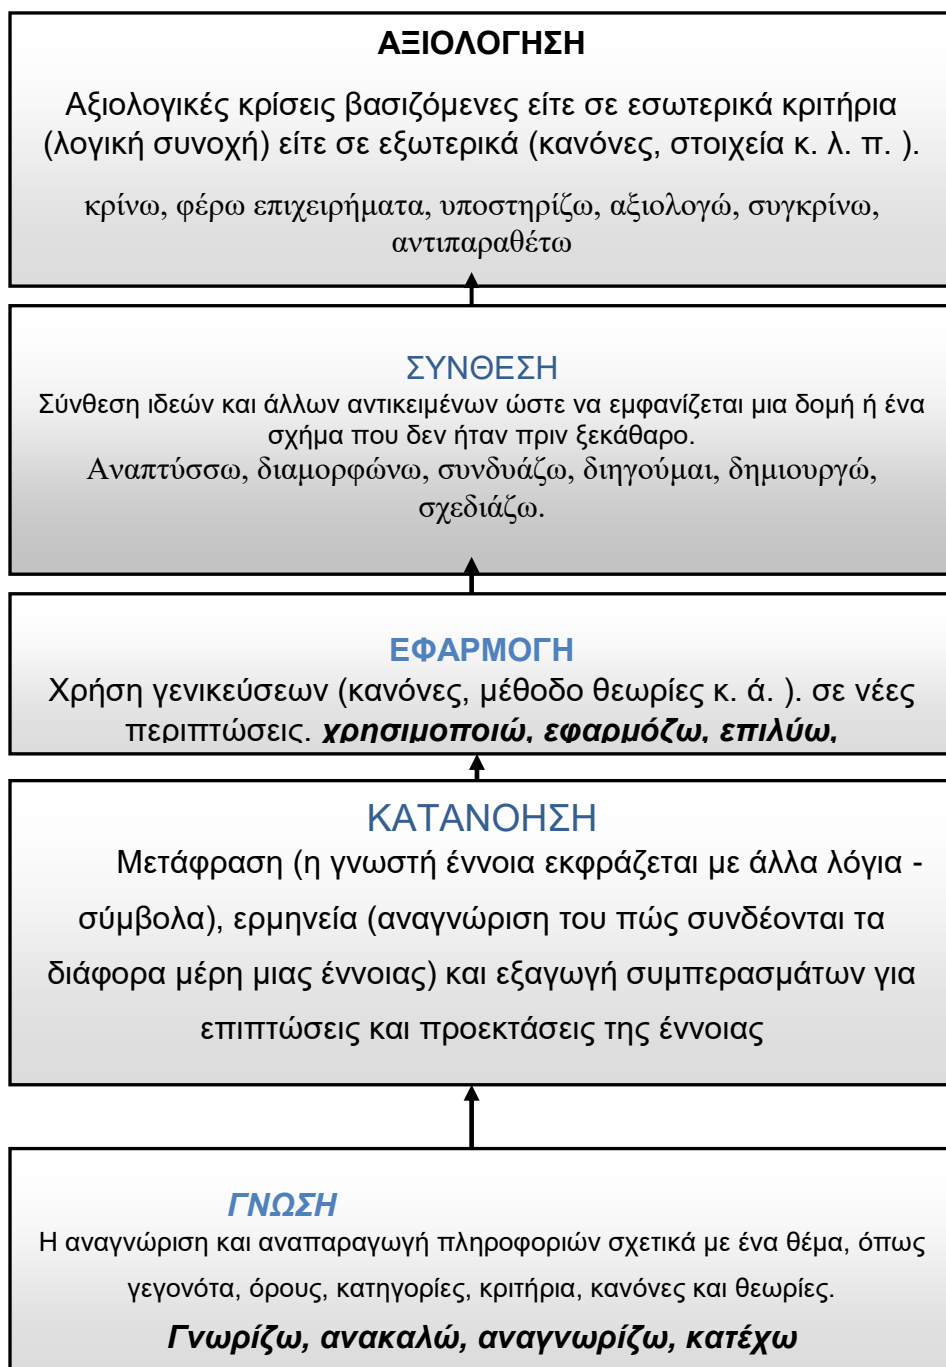 ΑΞΙΟΛΟΓΗΣΗ
Αξιολογικές κρίσεις βασιζόμενες είτε σε εσωτερικά κριτήρια
(λογική συνοχή) είτε σε εξωτερικά (κανόνες, στοιχεία κ. λ. π. ).
κρίνω, φέρω επιχειρήματα, υποστηρίζω, αξιολογώ, συγκρίνω,
αντιπαραθέτω
ΣΥΝΘΕΣΗ
Σύνθεση ιδεών και άλλων αντικειμένων ώστε να εμφανίζεται μια δομή ή ένα
σχήμα που δεν ήταν πριν ξεκάθαρο.
Αναπτύσσω, διαμορφώνω, συνδυάζω, διηγούμαι, δημιουργώ,
σχεδιάζω.
ΕΦΑΡΜΟΓΗ
Χρήση γενικεύσεων (κανόνες, μέθοδο θεωρίες κ. ά. ). σε νέες
περιπτώσεις. χρησιμοποιώ, εφαρμόζω, επιλύω,
ΚΑΤΑΝΟΗΣΗ
Μετάφραση (η γνωστή έννοια εκφράζεται με άλλα λόγια -
σύμβολα), ερμηνεία (αναγνώριση του πώς συνδέονται τα
διάφορα μέρη μιας έννοιας) και εξαγωγή συμπερασμάτων για
επιπτώσεις και προεκτάσεις της έννοιας
ΓΝΩΣΗ
Η αναγνώριση και αναπαραγωγή πληροφοριών σχετικά με ένα θέμα, όπως
γεγονότα, όρους, κατηγορίες, κριτήρια, κανόνες και θεωρίες.
Γνωρίζω, ανακαλώ, αναγνωρίζω, κατέχω